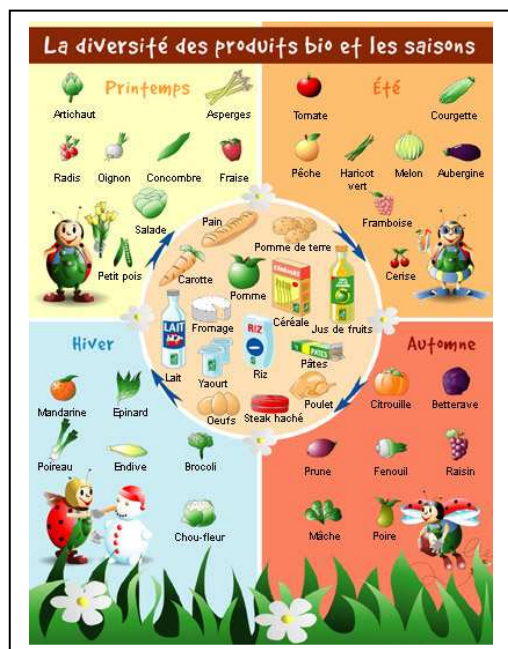 La diversité des produits bio et les saisons
Printemps
Artichaut
Asperges
Radis
Oignon
Concombre
Fraise
Salade
Petit pois
Été
Tomate
Courgette
Pêche
Haricot
vert
Melon
Aubergine
Framboise
Cerise
Pain
Pomme de terre
Carotte
Pomme
CÉRÉALES
Céréale
Jus de fruits
Fromage
LAIT
Lait
Yaourt
RIZ
Riz
PATES
Pâtes
Poulet
Oeufs
Steak haché
Hiver
Mandarine
Epinard
Poireau
Endive
Brocoli
Chou-fleur
Automne
Citrouille
Betterave
Prune
Fenouil
Raisin
Mâche
Poire